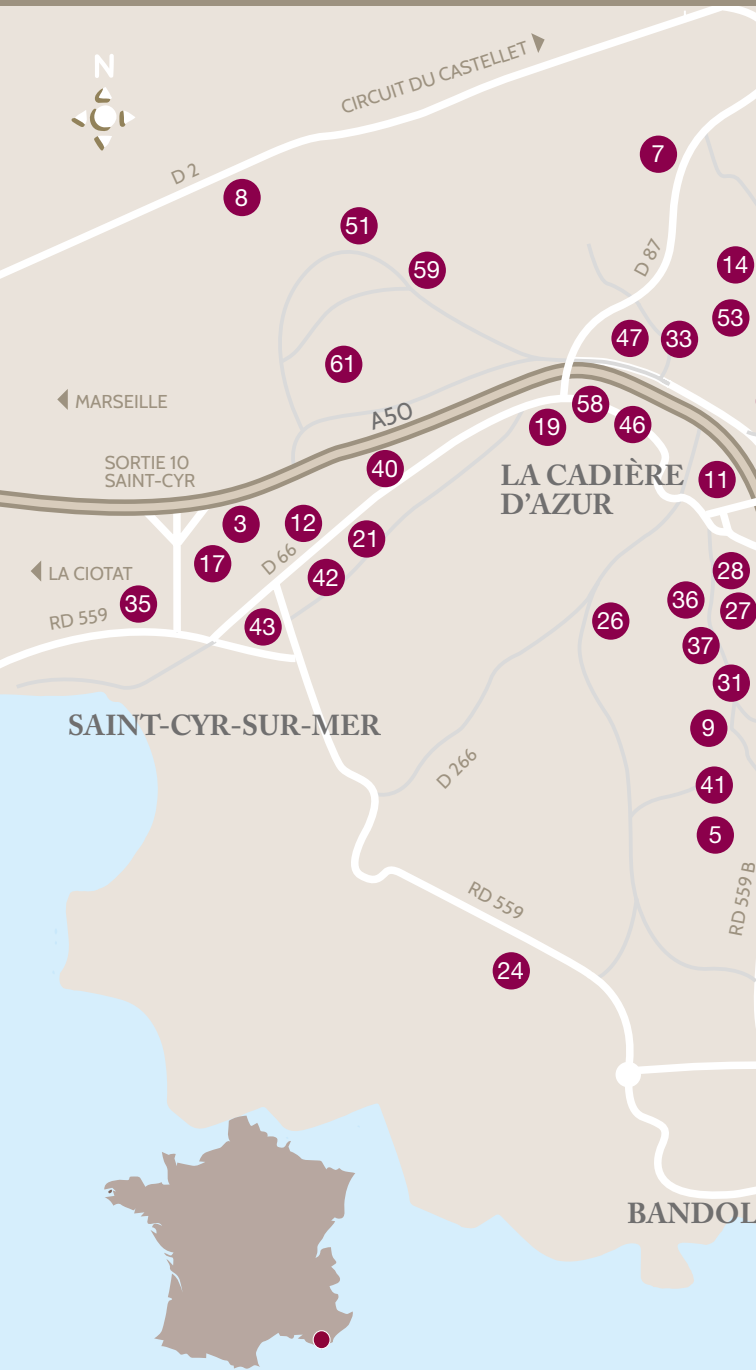 N
CIRCUIT DU CASTELLET
7
D 2
8
51
D 87
14
59
53
47
33
61
MARSEILLE
58
A50
19
46
SORTIE 10
SAINT-CYR
40
LA CADIÈRE
D'AZUR
11
3
12
21
D 66
17
LA CIOTAT
42
28
35
36
27
RD 559
43
26
37
31
SAINT-CYR-SUR-MER
9
D 266
41
5
RD 559 B
RD 559
24
BANDOL